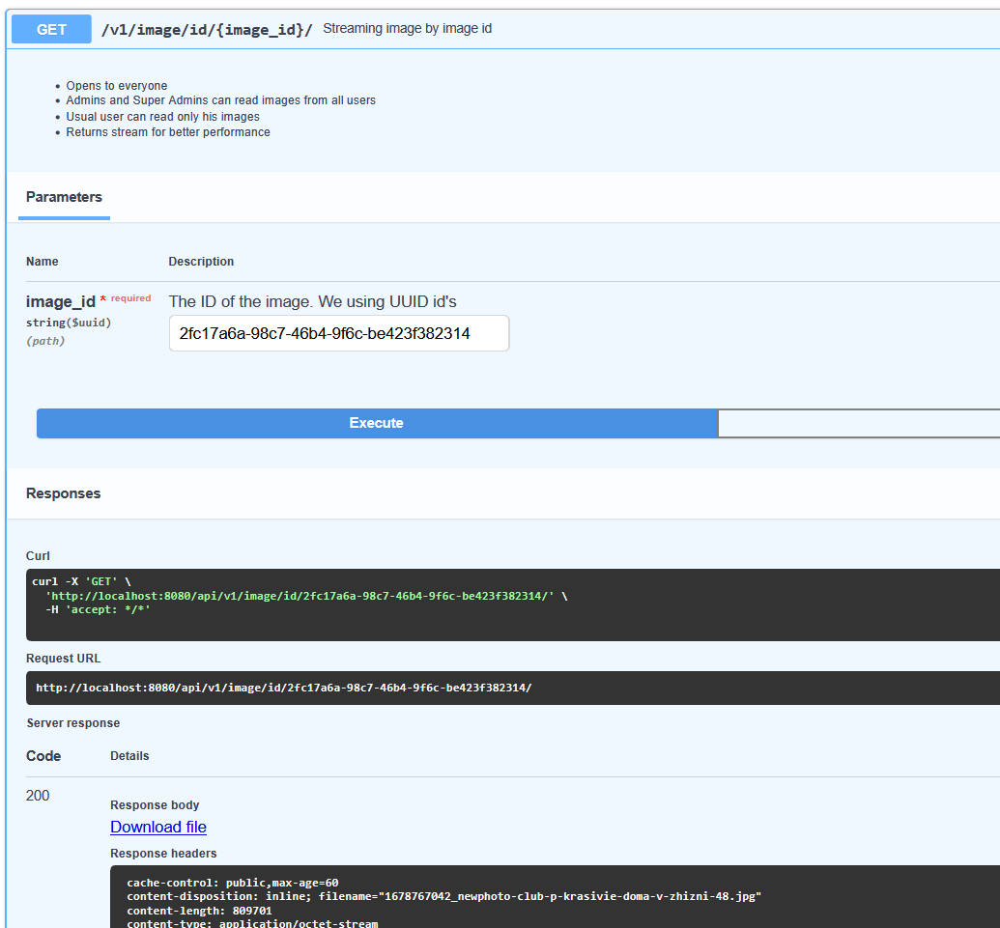 GET /v1/image/id/{image_id}/ Streaming image by image id
• Opens to everyone
• Admins and Super Admins can read images from all users
• Usual user can read only his images
• Returns stream for better performance
Parameters
Name Description
image_id * required The ID of the image. We using UUID id's
string($uuid)
(path)
2fc17a6a-98c7-46b4-9f6c-be423f382314
Execute
Responses
Curl
curl -X 'GET' \
'http://localhost:8080/api/v1/image/id/2fc17a6a-98c7-46b4-9f6c-be423f382314/' \
-H 'accept: */*'
Request URL
http://localhost:8080/api/v1/image/id/2fc17a6a-98c7-46b4-9f6c-be423f382314/
Server response
Code Details
200
Response body
Download file
Response headers
cache-control: public,max-age=60
content-disposition: inline; filename="1678767042_newphoto-club-p-krasivie-doma-v-zhizni-48.jpg"
content-length: 809701
content-type: application/octet-stream